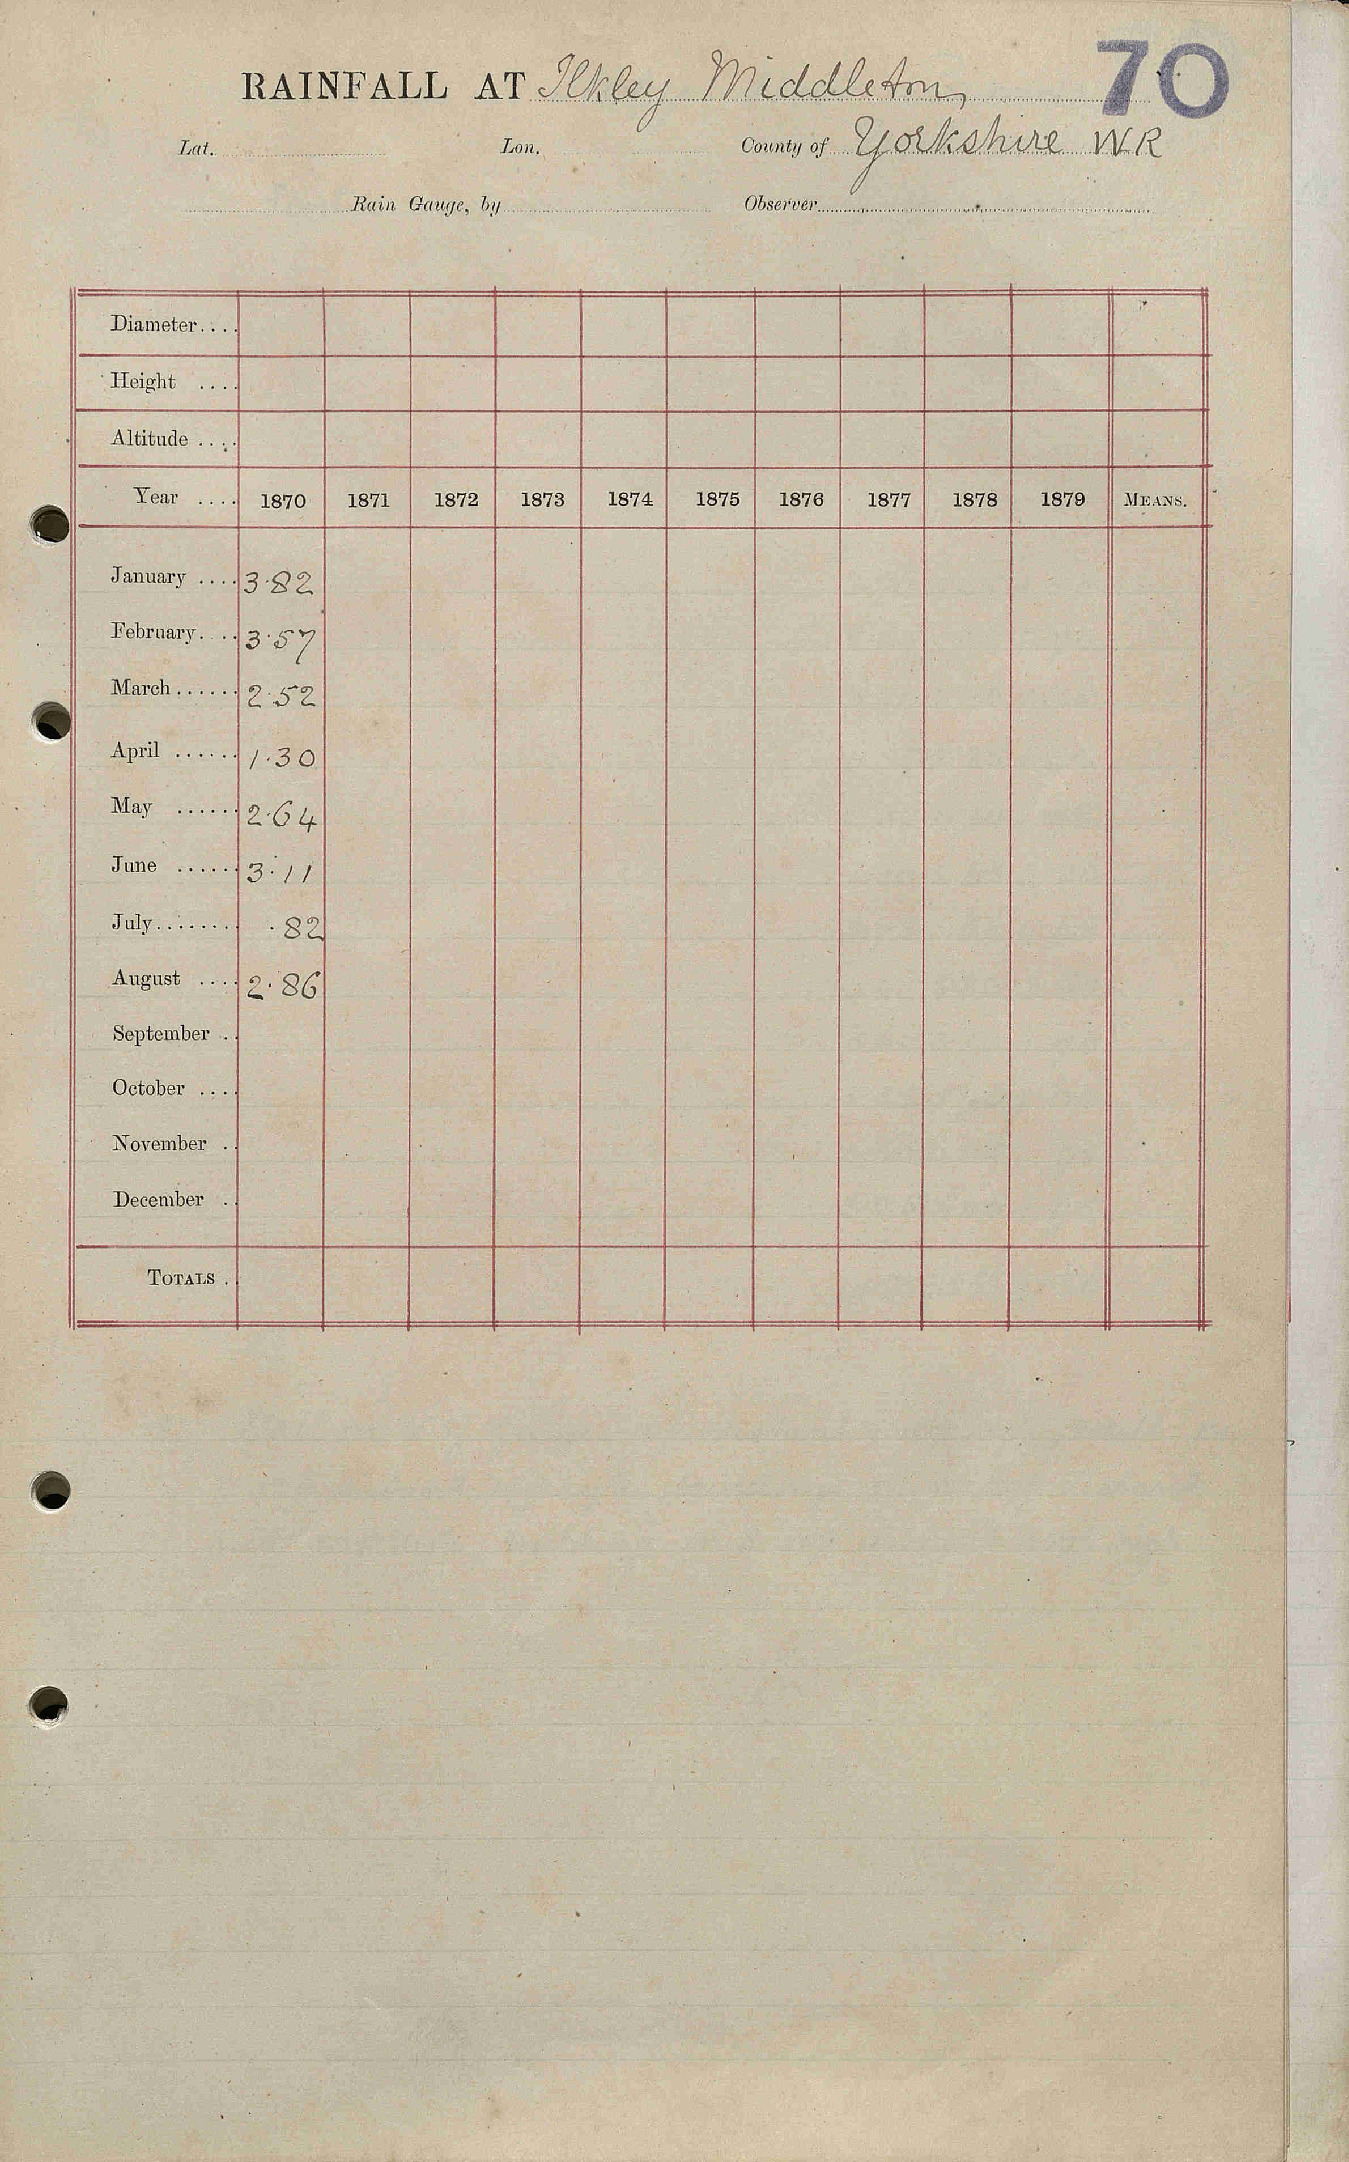 70
RAINFALL AT Ilkley Middleton
Lat. Lon. County of Yorkshire WR
Rain Gauge, by Observer
Diameter....
Height ....
Altitude ....
Year .... 1870 1871 1872 1873 1874 1875 1876 1877 1878 1879 MEANS.
January .... 3·82
February.... 3·57
March...... 2·52
April ...... 1·30
May ...... 2·64
June ...... 3·11
July........ ·82
August .... 2·86
September ..
October ....
November ..
December ..
TOTALS .